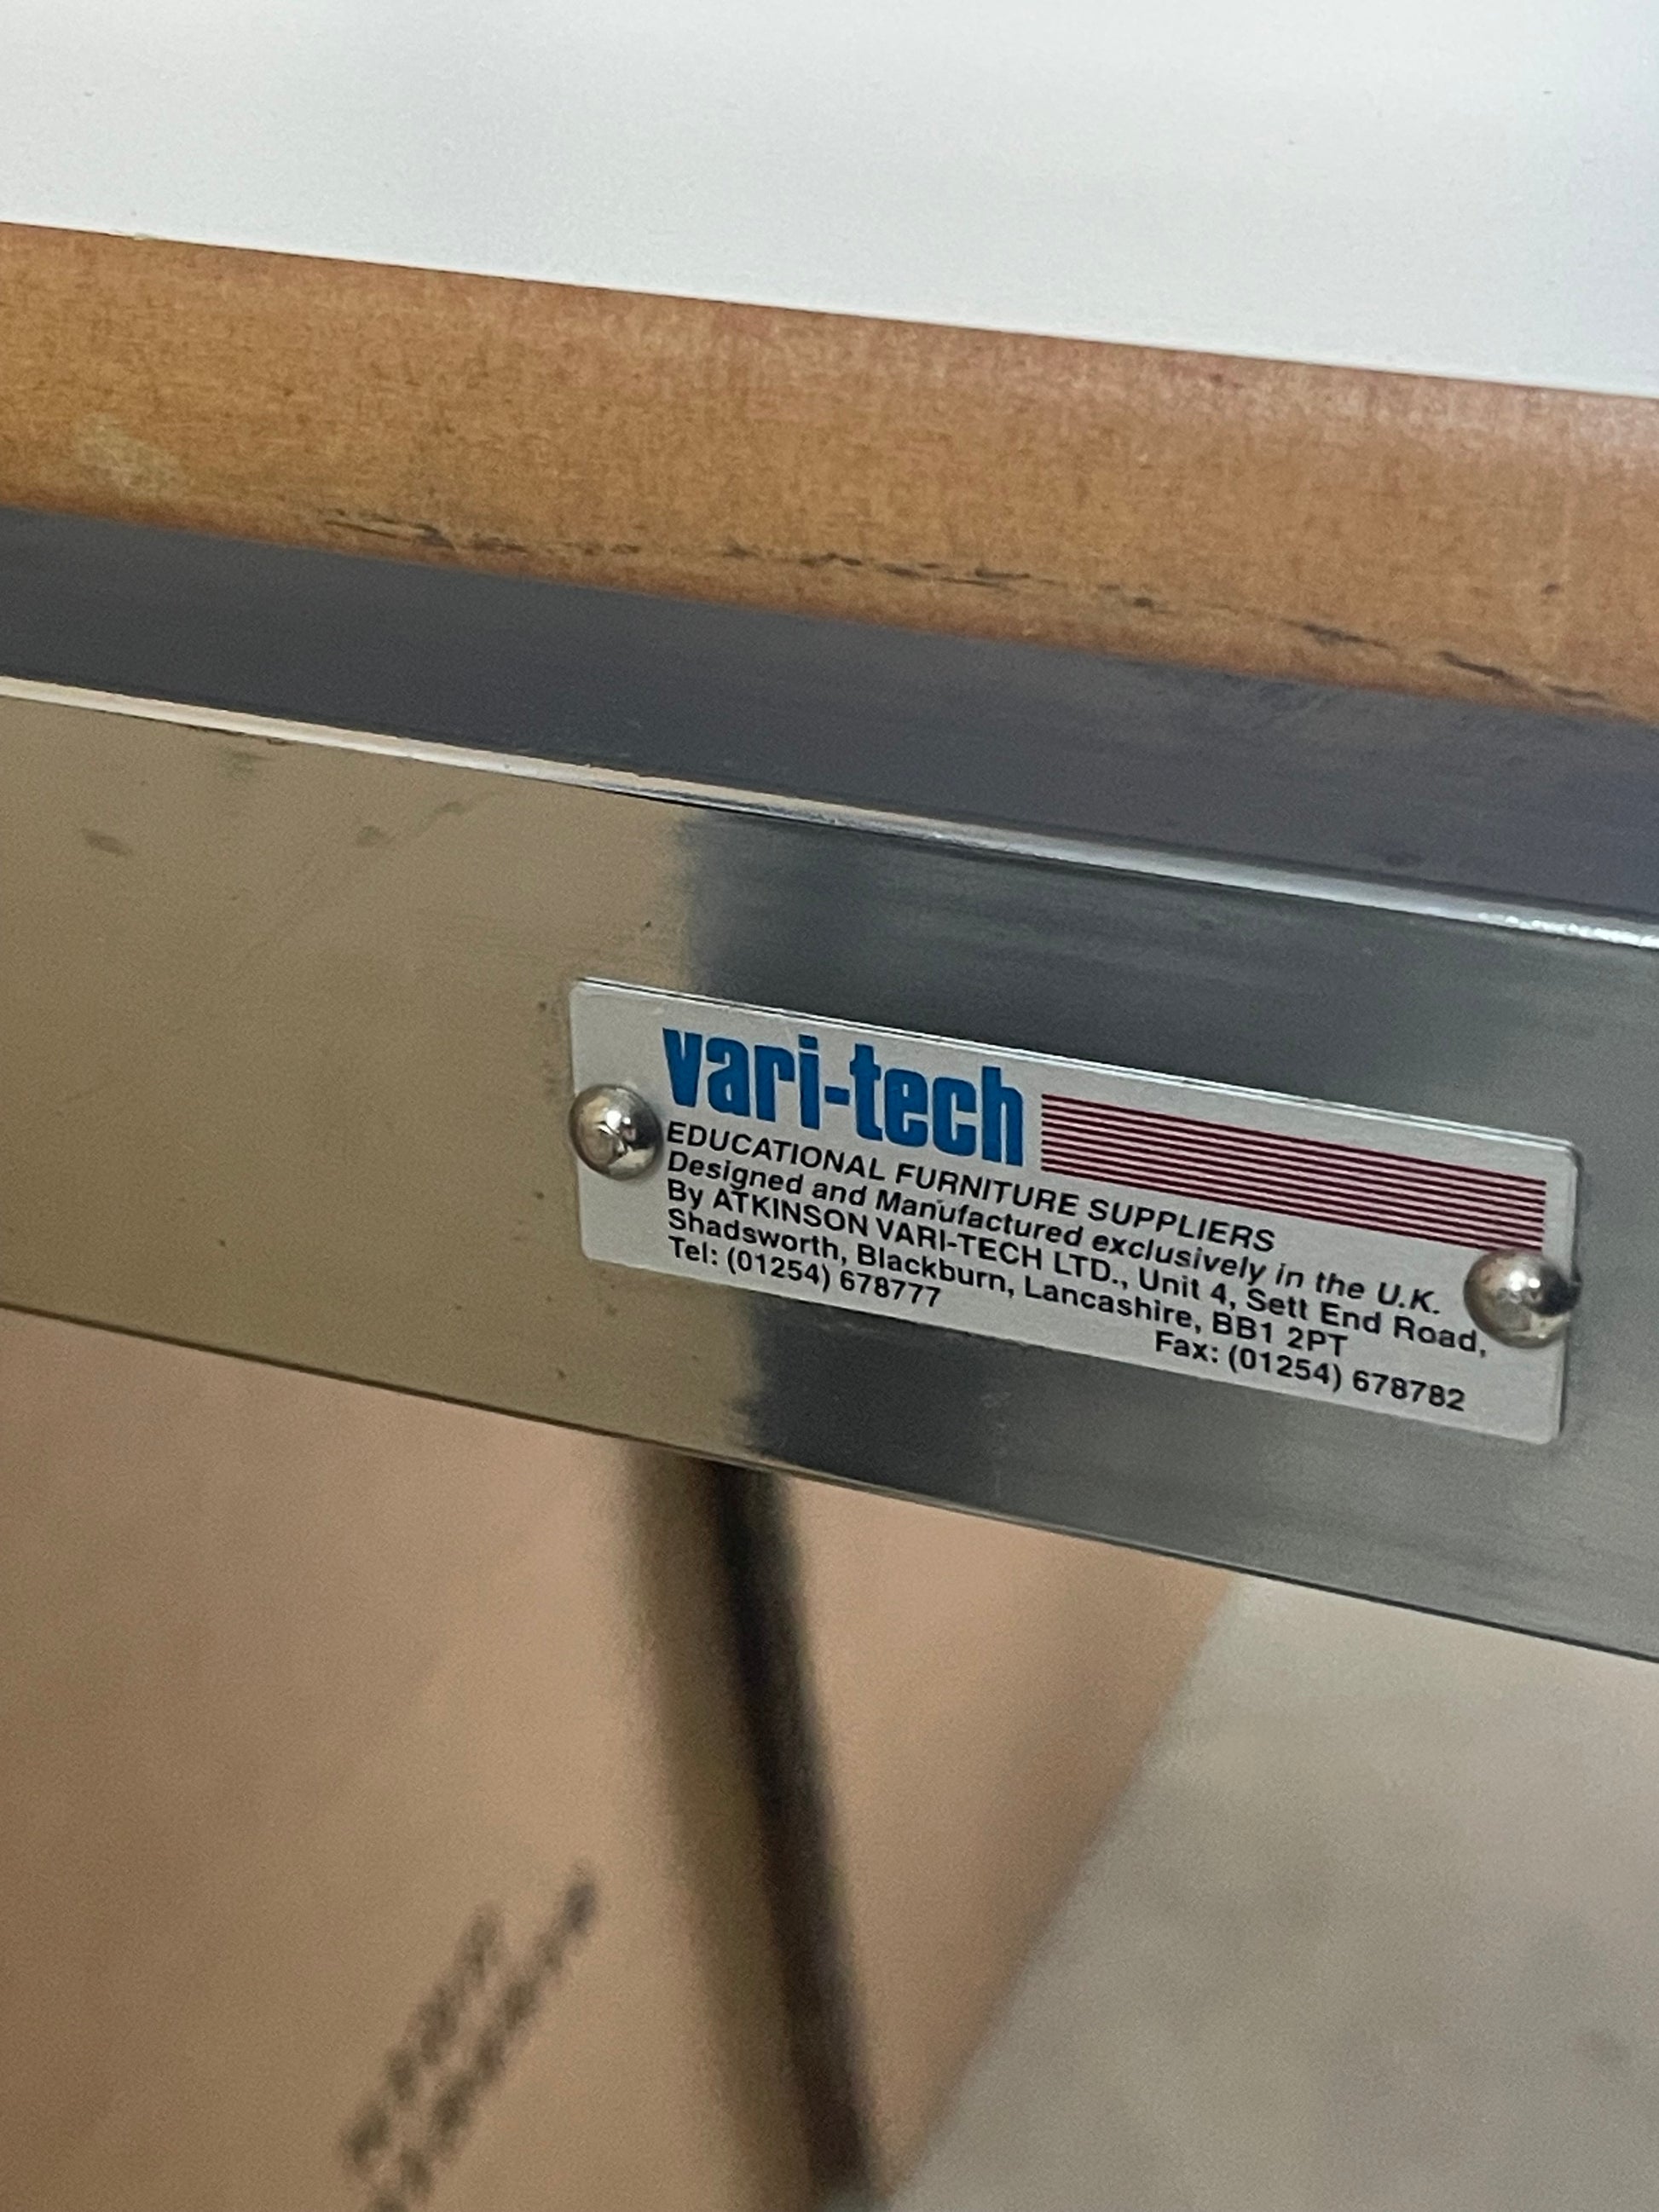 vari-tech
EDUCATIONAL FURNITURE SUPPLIERS
Designed and Manufactured exclusively in the U.K.
By ATKINSON VARI-TECH LTD., Unit 4, Sett End Road,
Shadsworth, Blackburn, Lancashire, BB1 2PT
Tel: (01254) 678777 Fax: (01254) 678782